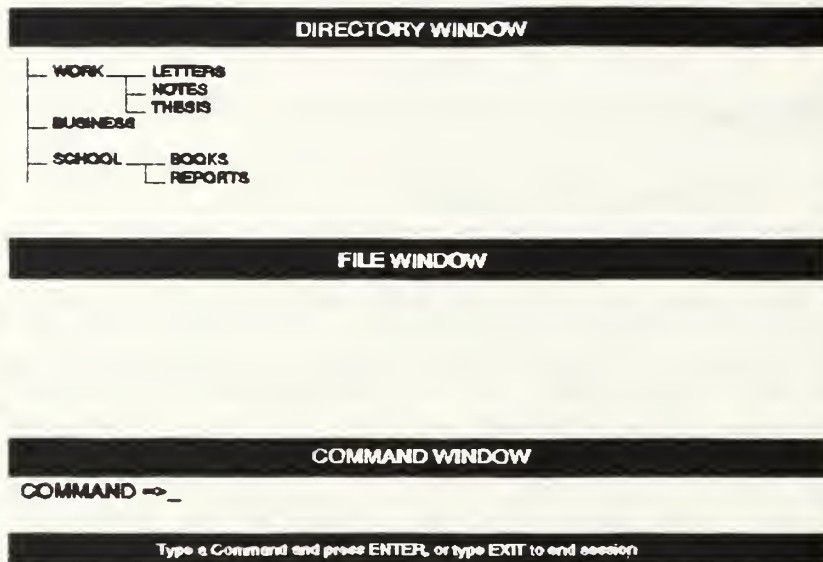 DIRECTORY WINDOW
WORK LETTERS
NOTES
THESIS
BUSINESS
SCHOOL BOOKS
REPORTS
FILE WINDOW
COMMAND WINDOW
COMMAND =>_
Type a Command and press ENTER, or type EXIT to end session